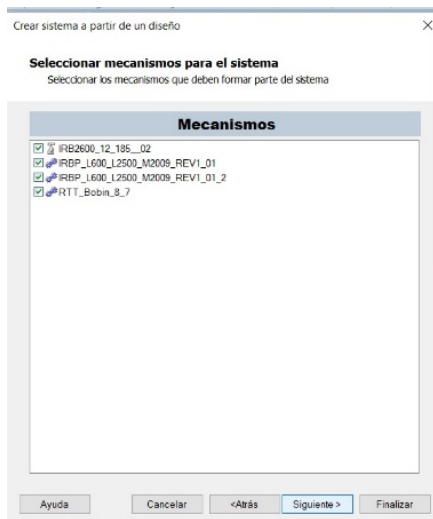 Crear sistema a partir de un diseño
Seleccionar mecanismos para el sistema
Seleccionar los mecanismos que deben formar parte del sistema
Mecanismos
IRB2600_12_185__02
IRBP_L600_L2500_M2009_REV1_01
IRBP_L600_L2500_M2009_REV1_01_2
RTT_Bobin_8_7
Ayuda Cancelar <Atrás Siguiente > Finalizar